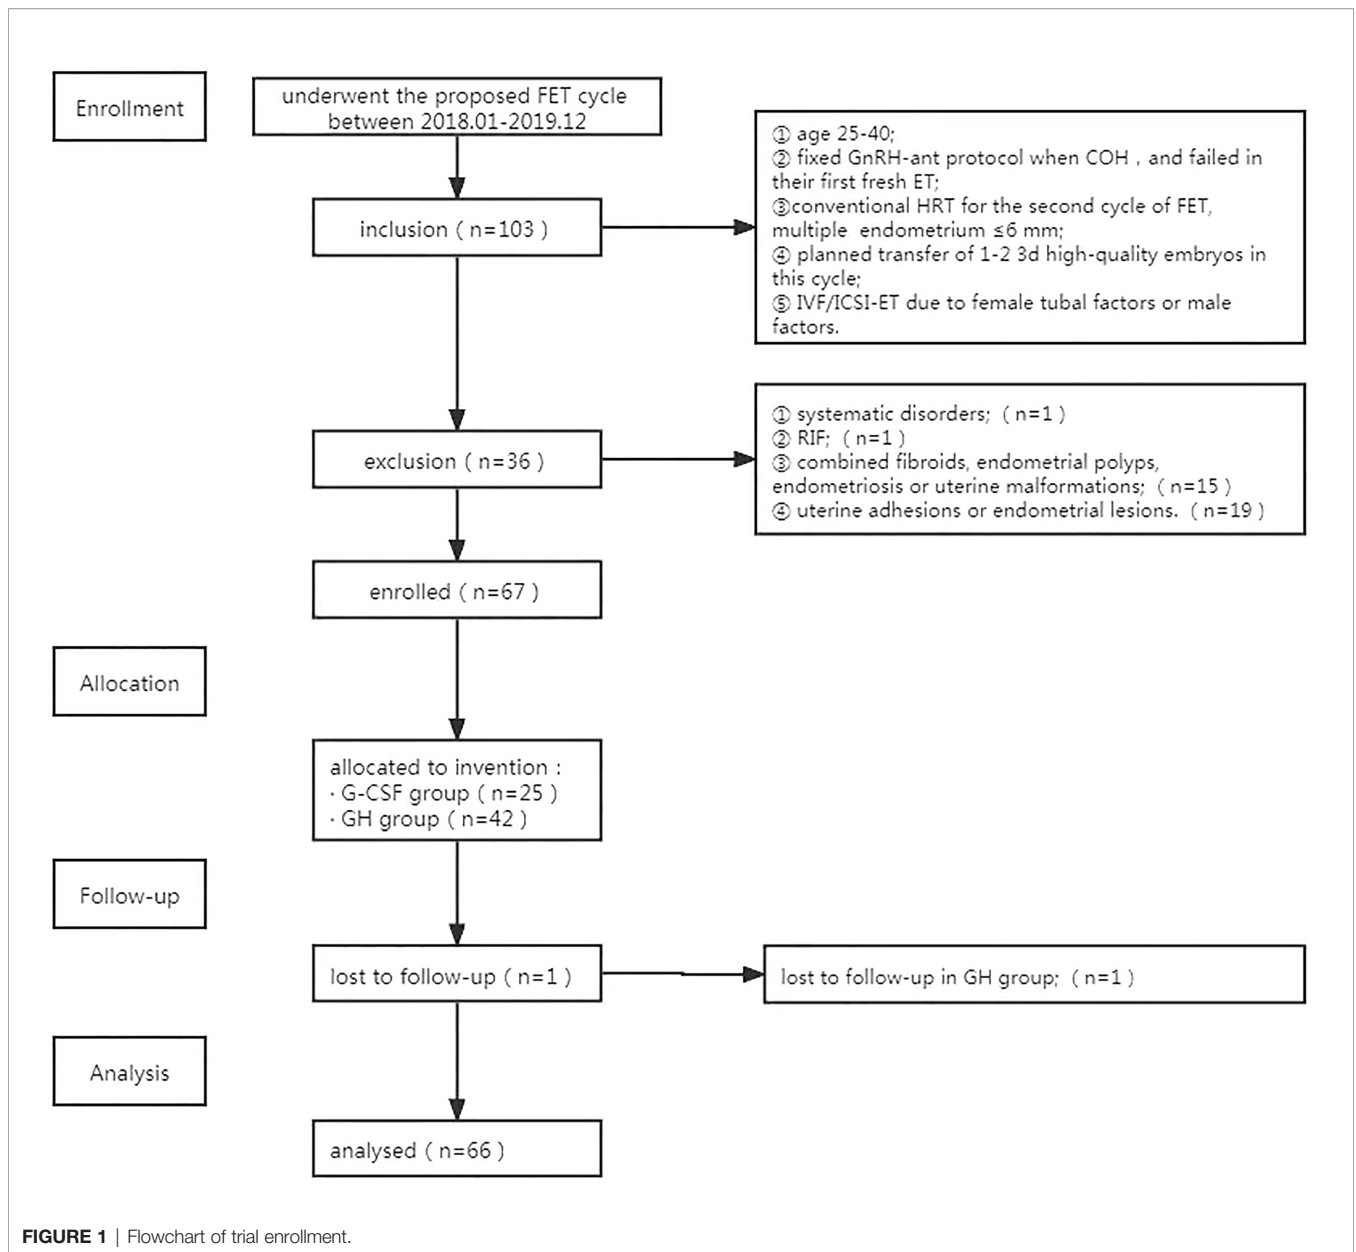 Enrollment
underwent the proposed FET cycle
between 2018.01-2019.12
inclusion ( n=103 )
① age 25-40;
② fixed GnRH-ant protocol when COH , and failed in
their first fresh ET;
③conventional HRT for the second cycle of FET,
multiple endometrium ≤6 mm;
④ planned transfer of 1-2 3d high-quality embryos in
this cycle;
⑤ IVF/ICSI-ET due to female tubal factors or male
factors.
exclusion ( n=36 )
① systematic disorders; ( n=1 )
② RIF; ( n=1 )
③ combined fibroids, endometrial polyps,
endometriosis or uterine malformations; ( n=15 )
④ uterine adhesions or endometrial lesions. ( n=19 )
enrolled ( n=67 )
Allocation
allocated to invention :
· G-CSF group ( n=25 )
· GH group ( n=42 )
Follow-up
lost to follow-up ( n=1 )
lost to follow-up in GH group; ( n=1 )
Analysis
analysed ( n=66 )
FIGURE 1 | Flowchart of trial enrollment.